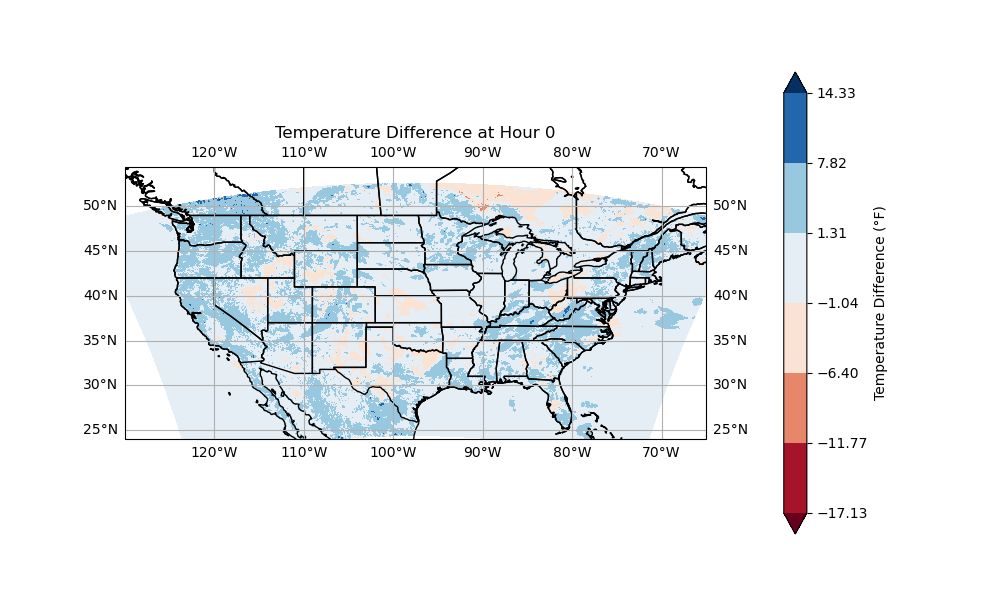 Temperature Difference at Hour 0
120°W 110°W 100°W 90°W 80°W 70°W
50°N 50°N
45°N 45°N
40°N 40°N
35°N 35°N
30°N 30°N
25°N 25°N
120°W 110°W 100°W 90°W 80°W 70°W
14.33
7.82
1.31
−1.04
−6.40
−11.77
−17.13
Temperature Difference (°F)